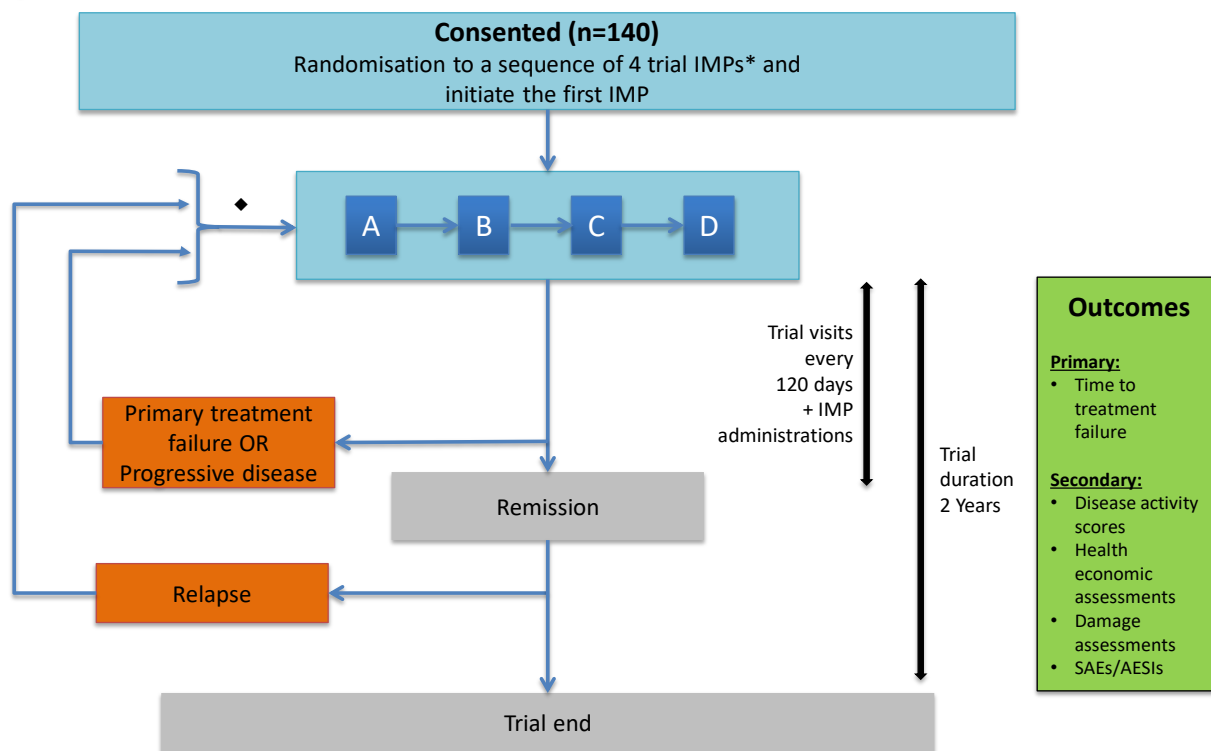 Consented (n=140)
Randomisation to a sequence of 4 trial IMPs* and
initiate the first IMP
◆
A
B
C
D
Trial visits
every
120 days
+ IMP
administrations
Primary treatment
failure OR
Progressive disease
Remission
Relapse
Trial end
Trial
duration
2 Years
Outcomes
Primary:
• Time to
treatment
failure
Secondary:
• Disease activity
scores
• Health
economic
assessments
• Damage
assessments
• SAEs/AESIs